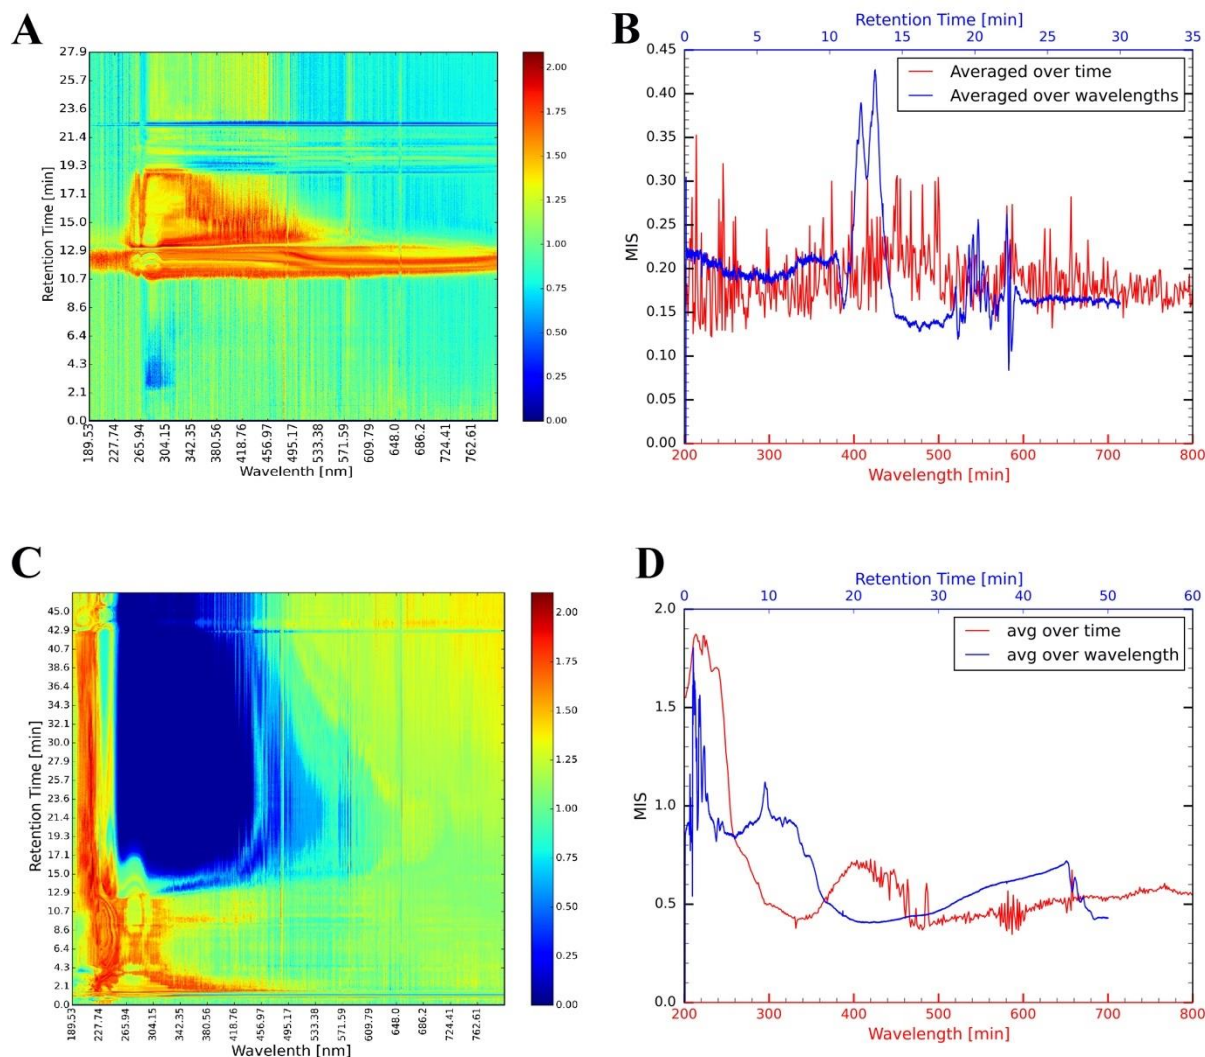 A
27.9
25.7
23.6
21.4
19.3
17.1
15.0
12.9
10.7
8.6
6.4
4.3
2.1
0.0
Retention Time [min]
189.53 227.74 265.94 304.15 342.35 380.56 418.76 456.97 495.17 533.38 571.59 609.79 648.0 686.2 724.41 762.61
Wavelenth [nm]
2.00
1.75
1.50
1.25
1.00
0.75
0.50
0.25
0.00
B
Retention Time [min]
0 5 10 15 20 25 30 35
Averaged over time
Averaged over wavelengths
0.45
0.40
0.35
0.30
0.25
0.20
0.15
0.10
0.05
0.00
MIS
200 300 400 500 600 700 800
Wavelength [min]
C
45.0
42.9
40.7
38.6
36.4
34.3
32.1
30.0
27.9
25.7
23.6
21.4
19.3
17.1
15.0
12.9
10.7
8.6
6.4
4.3
2.1
0.0
Retention Time [min]
189.53 227.74 265.94 304.15 342.35 380.56 418.76 456.97 495.17 533.38 571.59 609.79 648.0 686.2 724.41 762.61
Wavelenth [nm]
2.00
1.75
1.50
1.25
1.00
0.75
0.50
0.25
0.00
D
Retention Time [min]
0 10 20 30 40 50 60
avg over time
avg over wavelength
2.0
1.5
1.0
0.5
0.0
MIS
200 300 400 500 600 700 800
Wavelength [min]